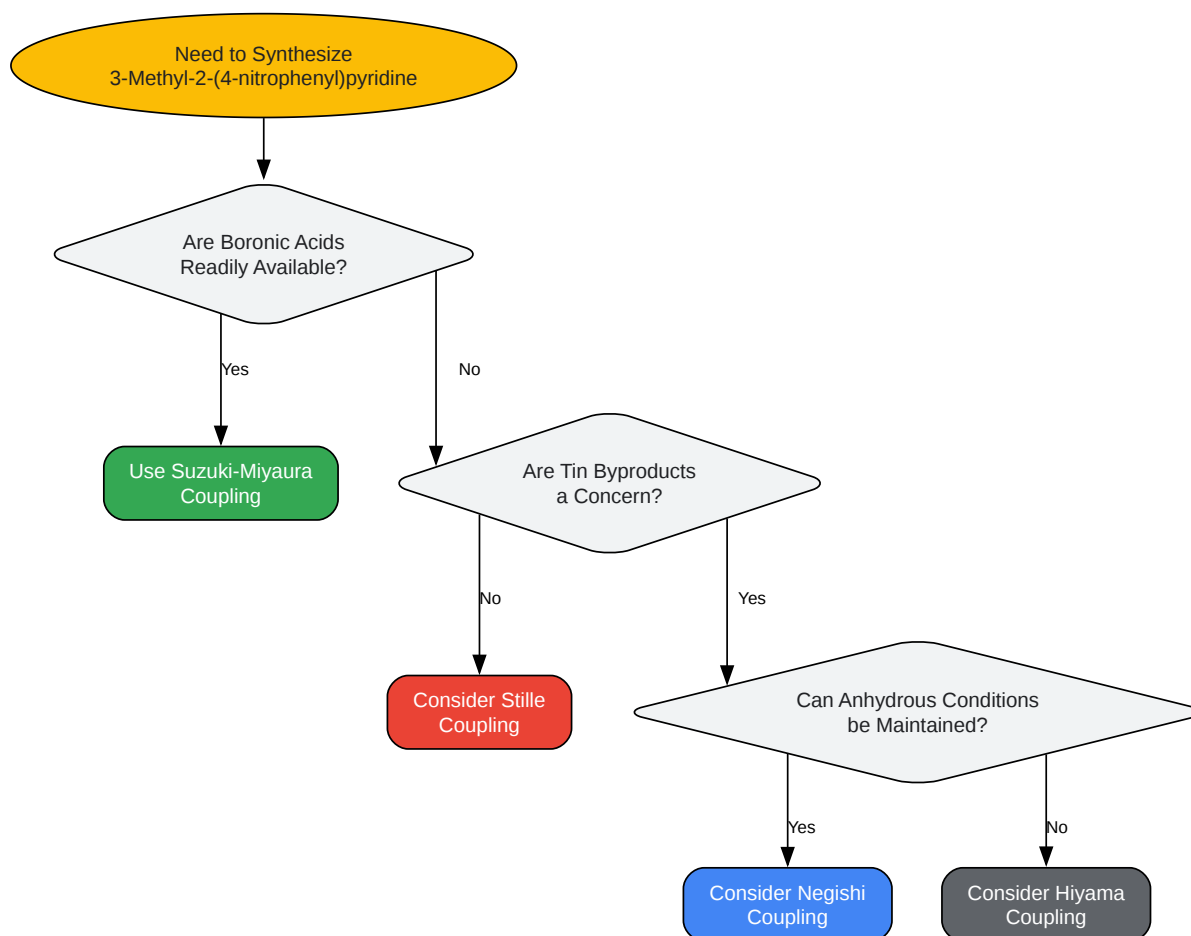 Need to Synthesize
3-Methyl-2-(4-nitrophenyl)pyridine
Are Boronic Acids
Readily Available?
Yes
No
Use Suzuki-Miyaura
Coupling
Are Tin Byproducts
a Concern?
No
Yes
Consider Stille
Coupling
Can Anhydrous Conditions
be Maintained?
Yes
No
Consider Negishi
Coupling
Consider Hiyama
Coupling